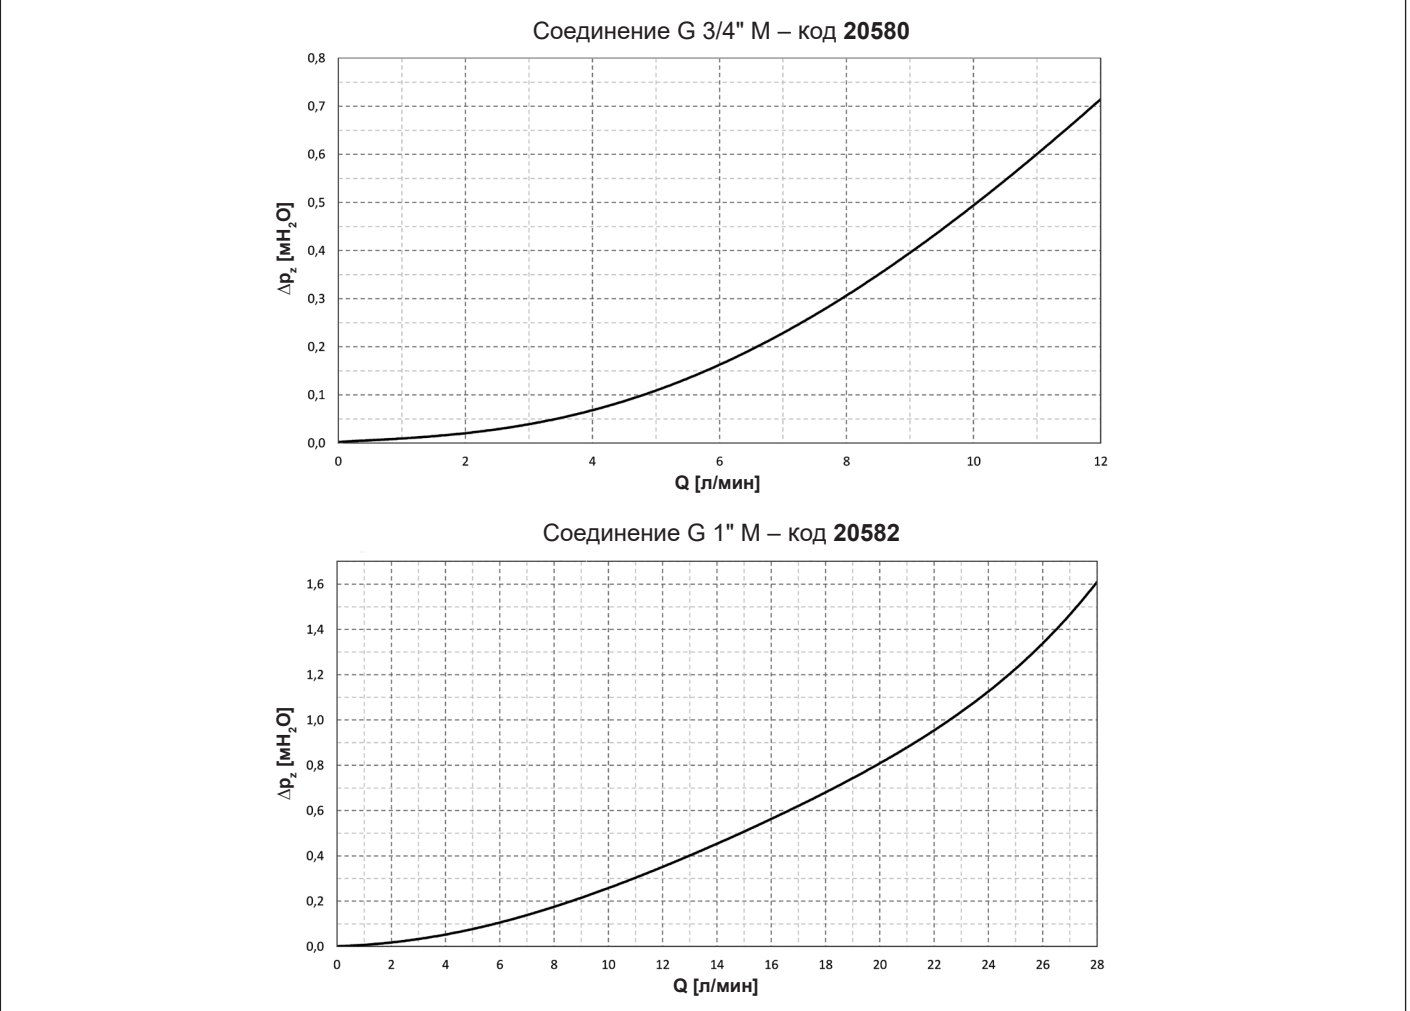 Соединение G 3/4" M – код 20580
0,8
0,7
0,6
0,5
0,4
0,3
0,2
0,1
0,0
Δpz [мH2O]
0 2 4 6 8 10 12
Q [л/мин]
Соединение G 1" M – код 20582
1,6
1,4
1,2
1,0
0,8
0,6
0,4
0,2
0,0
Δpz [мH2O]
0 2 4 6 8 10 12 14 16 18 20 22 24 26 28
Q [л/мин]